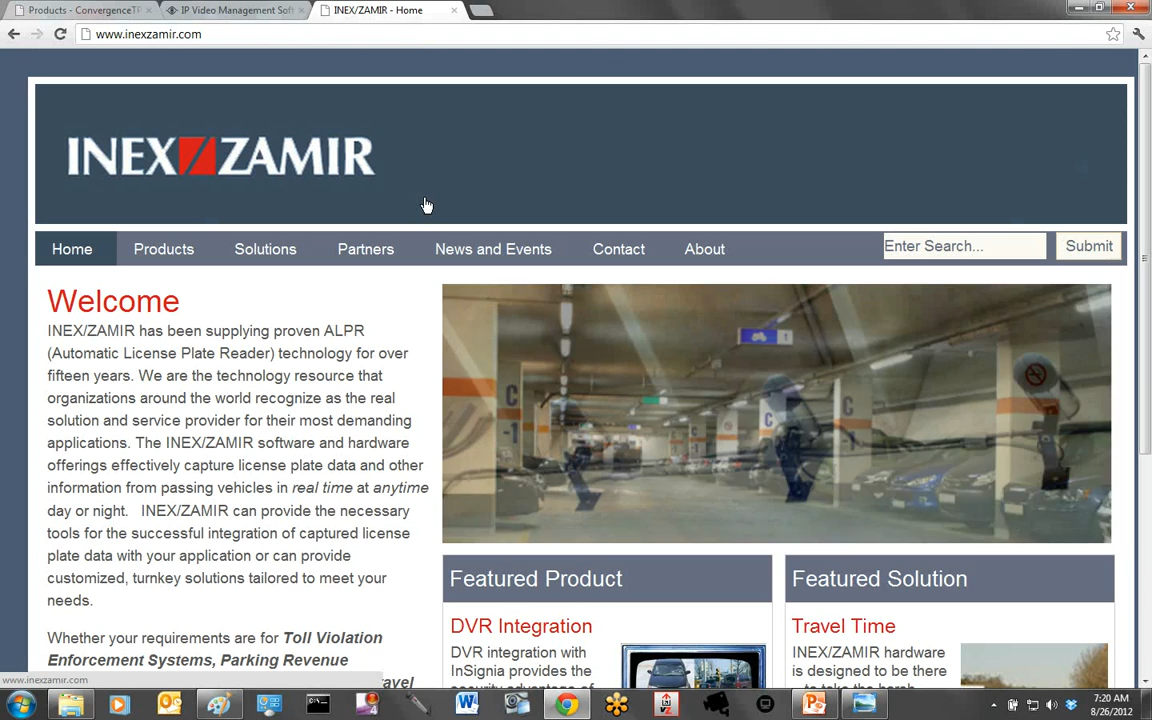 Products - ConvergenceTP
IP Video Management Soft
INEX/ZAMIR - Home
www.inexzamir.com
INEX/ZAMIR
Home
Products
Solutions
Partners
News and Events
Contact
About
Enter Search...
Submit
Welcome
INEX/ZAMIR has been supplying proven ALPR
(Automatic License Plate Reader) technology for over
fifteen years. We are the technology resource that
organizations around the world recognize as the real
solution and service provider for their most demanding
applications. The INEX/ZAMIR software and hardware
offerings effectively capture license plate data and other
information from passing vehicles in real time at anytime
day or night. INEX/ZAMIR can provide the necessary
tools for the successful integration of captured license
plate data with your application or can provide
customized, turnkey solutions tailored to meet your
needs.
Whether your requirements are for Toll Violation
Enforcement Systems, Parking Revenue
C
-1
C
-1
C
Featured Product
DVR Integration
DVR integration with
InSignia provides the
Featured Solution
Travel Time
INEX/ZAMIR hardware
is designed to be there
www.inexzamir.com
7:20 AM
8/26/2012